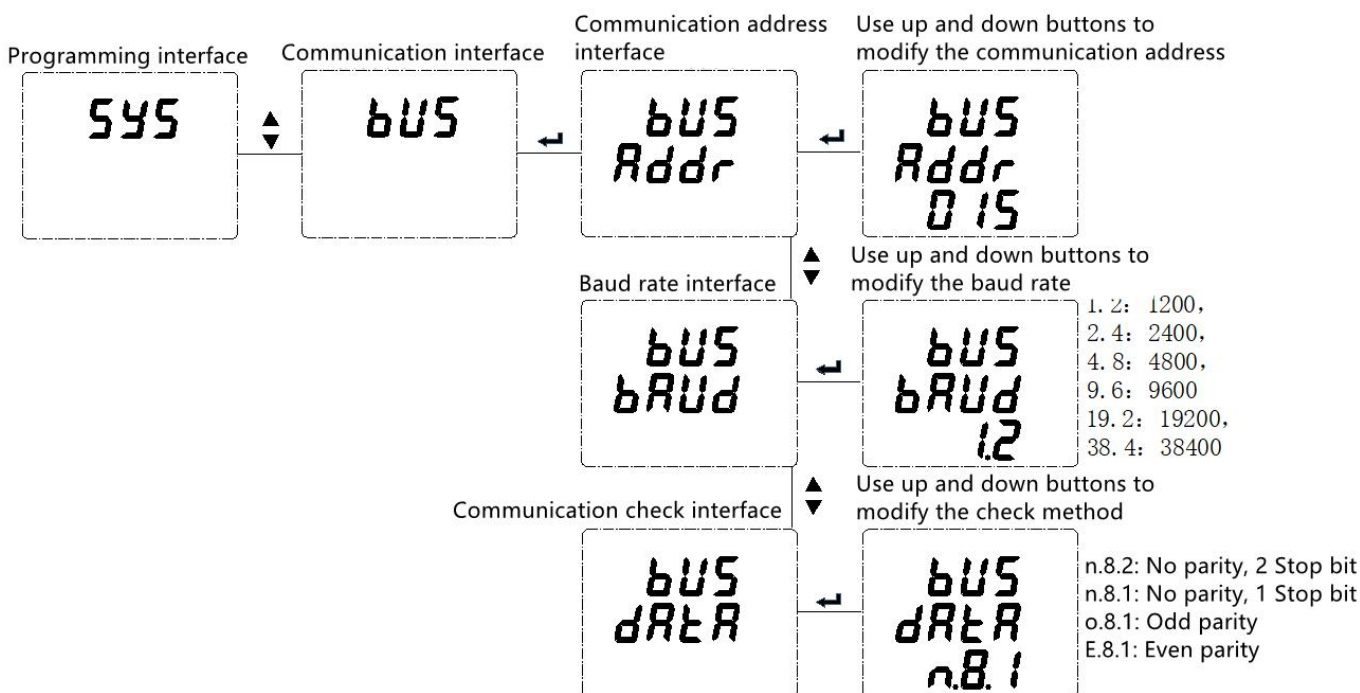 Communication address
interface
Use up and down buttons to
modify the communication address
Programming interface
Communication interface
SYS
bUS
bUS
Addr
bUS
Addr
015
Baud rate interface
Use up and down buttons to
modify the baud rate
bUS
bAUd
bUS
bAUd
1.2
1.2: 1200,
2.4: 2400,
4.8: 4800,
9.6: 9600
19.2: 19200,
38.4: 38400
Communication check interface
Use up and down buttons to
modify the check method
bUS
dAtA
bUS
dAtA
n.8.1
n.8.2: No parity, 2 Stop bit
n.8.1: No parity, 1 Stop bit
o.8.1: Odd parity
E.8.1: Even parity